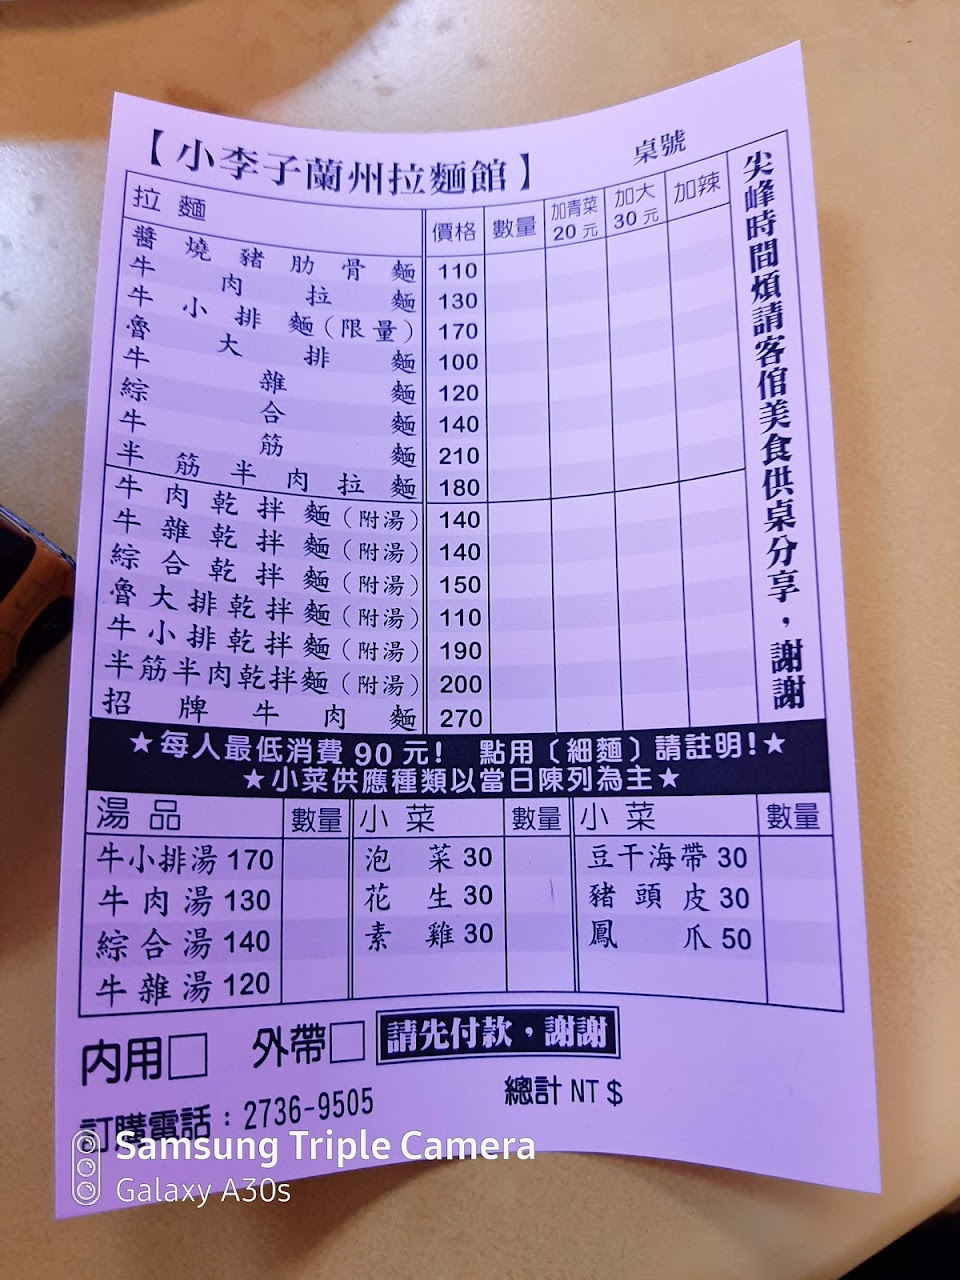 【小李子蘭州拉麵館】
桌號
拉麵 價格 數量 加青菜20元 加大30元 加辣
醬燒豬肋骨麵 110
牛肉拉麵 130
牛小排麵(限量) 170
魯大排麵 100
牛雜麵 120
綜合麵 140
牛筋麵 210
半筋半肉拉麵 180
牛肉乾拌麵(附湯) 140
牛雜乾拌麵(附湯) 140
綜合乾拌麵(附湯) 150
魯大排乾拌麵(附湯) 110
牛小排乾拌麵(附湯) 190
半筋半肉乾拌麵(附湯) 200
招牌牛肉麵 270
尖峰時間煩請客倌美食供桌分享，謝謝
★每人最低消費90元! 點用〔細麵〕請註明!★
★小菜供應種類以當日陳列為主★
湯品 數量 小菜 數量 小菜 數量
牛小排湯 170 泡菜 30 豆干海帶 30
牛肉湯 130 花生 30 豬頭皮 30
綜合湯 140 素雞 30 鳳爪 50
牛雜湯 120
內用□ 外帶□ 請先付款，謝謝
訂購電話：2736-9505 總計 NT $
Samsung Triple Camera
Galaxy A30s